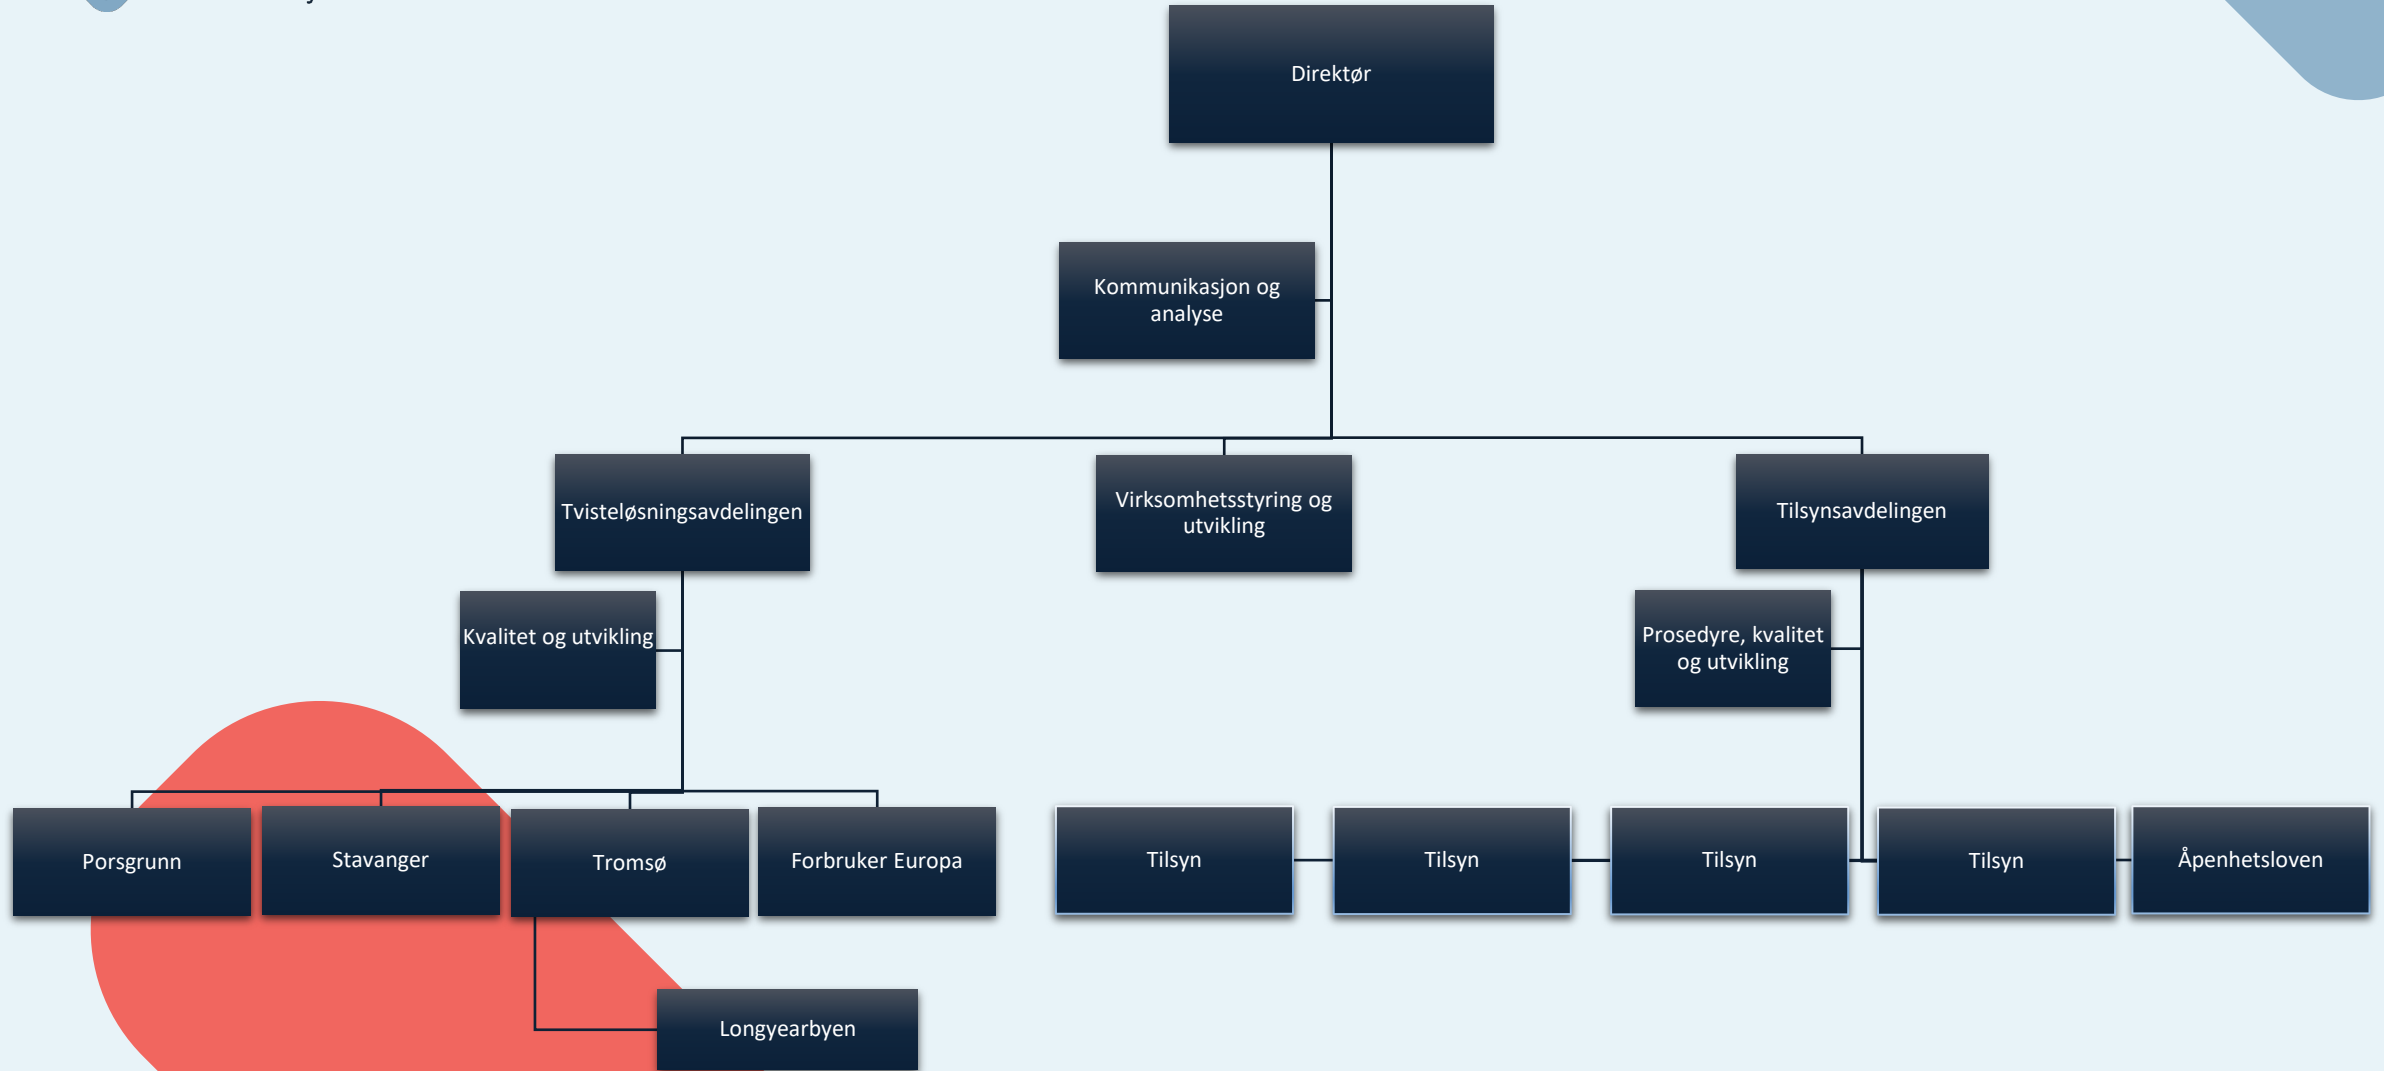 Direktør
Kommunikasjon og
analyse
Tvisteløsningsavdelingen
Virksomhetsstyring og
utvikling
Tilsynsavdelingen
Kvalitet og utvikling
Prosedyre, kvalitet
og utvikling
Porsgrunn
Stavanger
Tromsø
Forbruker Europa
Tilsyn
Tilsyn
Tilsyn
Tilsyn
Åpenhetsloven
Longyearbyen